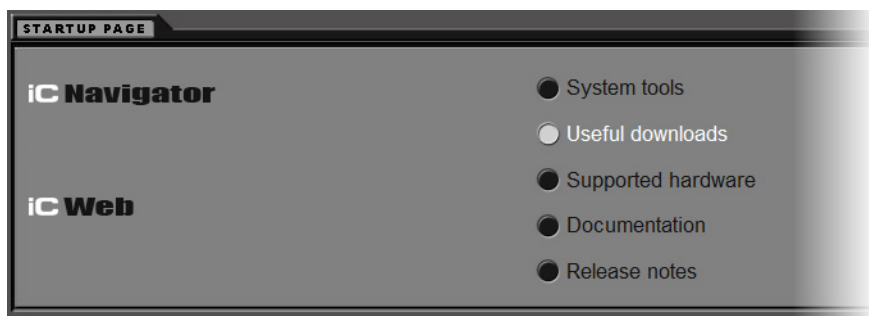 STARTUP PAGE
iC Navigator
iC Web
System tools
Useful downloads
Supported hardware
Documentation
Release notes